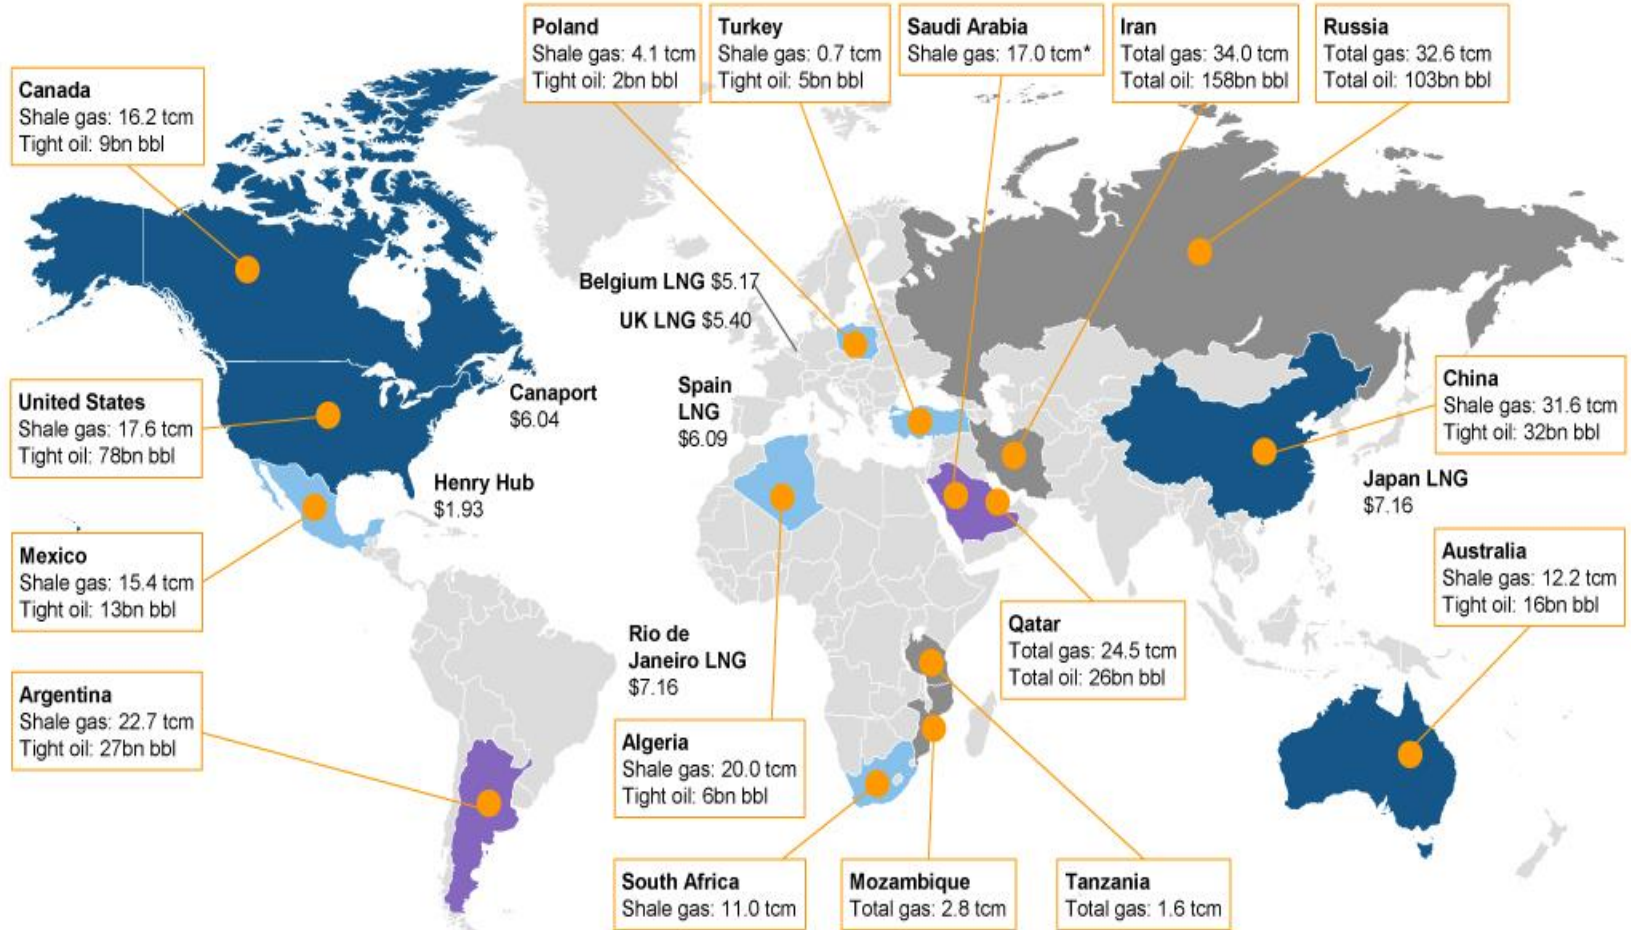 Poland
Shale gas: 4.1 tcm
Tight oil: 2bn bbl
Turkey
Shale gas: 0.7 tcm
Tight oil: 5bn bbl
Saudi Arabia
Shale gas: 17.0 tcm*
Iran
Total gas: 34.0 tcm
Total oil: 158bn bbl
Russia
Total gas: 32.6 tcm
Total oil: 103bn bbl
Canada
Shale gas: 16.2 tcm
Tight oil: 9bn bbl
Belgium LNG $5.17
UK LNG $5.40
Spain
LNG
$6.09
Canaport
$6.04
United States
Shale gas: 17.6 tcm
Tight oil: 78bn bbl
Henry Hub
$1.93
China
Shale gas: 31.6 tcm
Tight oil: 32bn bbl
Japan LNG
$7.16
Mexico
Shale gas: 15.4 tcm
Tight oil: 13bn bbl
Australia
Shale gas: 12.2 tcm
Tight oil: 16bn bbl
Qatar
Total gas: 24.5 tcm
Total oil: 26bn bbl
Rio de
Janeiro LNG
$7.16
Argentina
Shale gas: 22.7 tcm
Tight oil: 27bn bbl
Algeria
Shale gas: 20.0 tcm
Tight oil: 6bn bbl
South Africa
Shale gas: 11.0 tcm
Mozambique
Total gas: 2.8 tcm
Tanzania
Total gas: 1.6 tcm